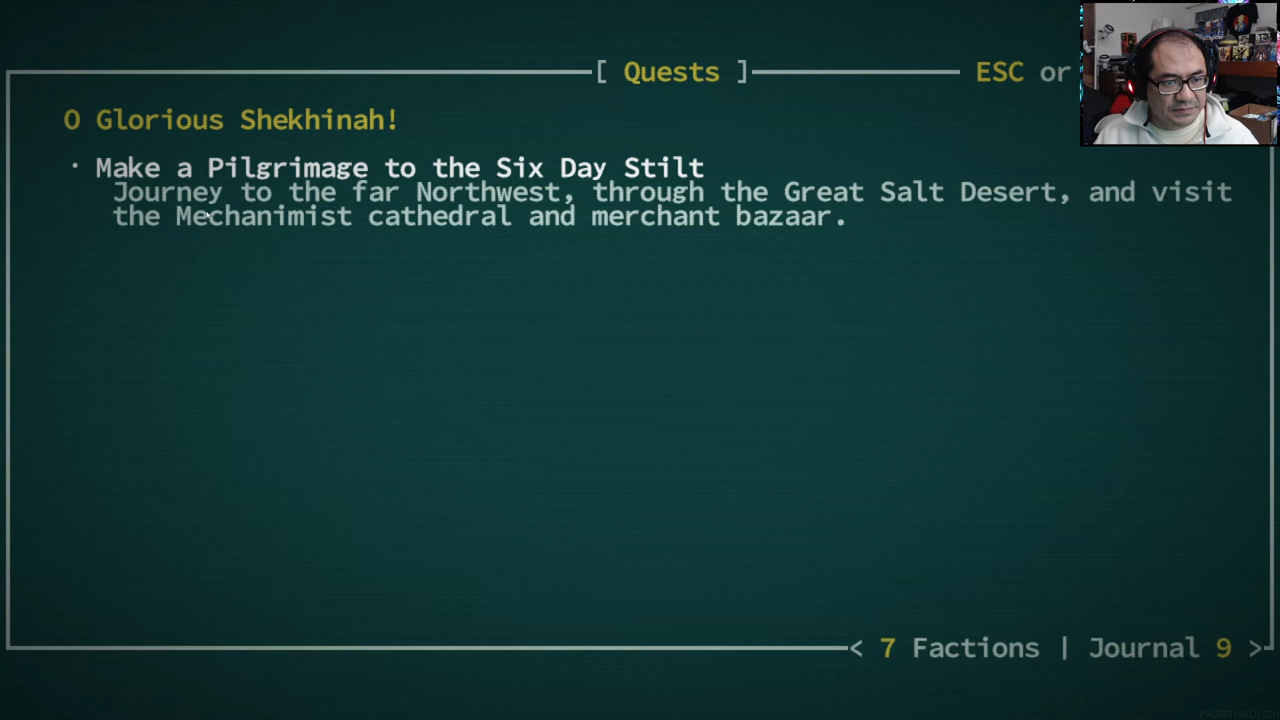 [ Quests ]
ESC or
O Glorious Shekhinah!
· Make a Pilgrimage to the Six Day Stilt
Journey to the far Northwest, through the Great Salt Desert, and visit
the Mechanimist cathedral and merchant bazaar.
< 7 Factions | Journal 9 >